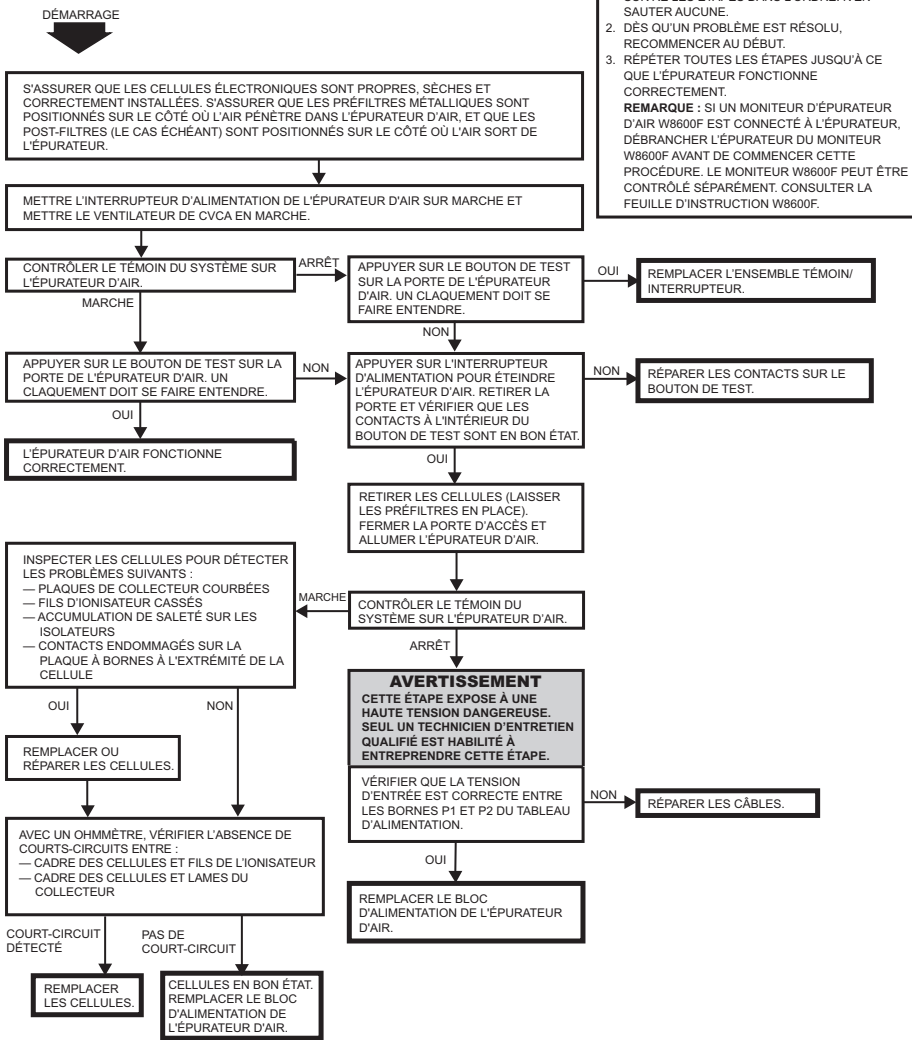 DÉMARRAGE
SAUTER AUCUNE.
2. DÈS QU'UN PROBLÈME EST RÉSOLU,
RECOMMENCER AU DÉBUT.
3. RÉPÉTER TOUTES LES ÉTAPES JUSQU'À CE
QUE L'ÉPURATEUR FONCTIONNE
CORRECTEMENT.
REMARQUE : SI UN MONITEUR D'ÉPURATEUR
D'AIR W8600F EST CONNECTÉ À L'ÉPURATEUR,
DÉBRANCHER L'ÉPURATEUR DU MONITEUR
W8600F AVANT DE COMMENCER CETTE
PROCÉDURE. LE MONITEUR W8600F PEUT ÊTRE
CONTRÔLÉ SÉPARÉMENT. CONSULTER LA
FEUILLE D'INSTRUCTION W8600F.
S'ASSURER QUE LES CELLULES ÉLECTRONIQUES SONT PROPRES, SÈCHES ET
CORRECTEMENT INSTALLÉES. S'ASSURER QUE LES PRÉFILTRES MÉTALLIQUES SONT
POSITIONNÉS SUR LE CÔTÉ OÙ L'AIR PÉNÈTRE DANS L'ÉPURATEUR D'AIR, ET QUE LES
POST-FILTRES (LE CAS ÉCHÉANT) SONT POSITIONNÉS SUR LE CÔTÉ OÙ L'AIR SORT DE
L'ÉPURATEUR.
METTRE L'INTERRUPTEUR D'ALIMENTATION DE L'ÉPURATEUR D'AIR SUR MARCHE ET
METTRE LE VENTILATEUR DE CVCA EN MARCHE.
CONTRÔLER LE TÉMOIN DU SYSTÈME SUR
L'ÉPURATEUR D'AIR.
ARRÊT
MARCHE
APPUYER SUR LE BOUTON DE TEST
SUR LA PORTE DE L'ÉPURATEUR
D'AIR. UN CLAQUEMENT DOIT SE
FAIRE ENTENDRE.
OUI
NON
REMPLACER L'ENSEMBLE TÉMOIN/
INTERRUPTEUR.
APPUYER SUR LE BOUTON DE TEST SUR LA
PORTE DE L'ÉPURATEUR D'AIR. UN
CLAQUEMENT DOIT SE FAIRE ENTENDRE.
NON
OUI
APPUYER SUR L'INTERRUPTEUR
D'ALIMENTATION POUR ÉTEINDRE
L'ÉPURATEUR D'AIR. RETIRER LA
PORTE ET VÉRIFIER QUE LES
CONTACTS À L'INTÉRIEUR DU
BOUTON DE TEST SONT EN BON ÉTAT.
NON
OUI
RÉPARER LES CONTACTS SUR LE
BOUTON DE TEST.
L'ÉPURATEUR D'AIR FONCTIONNE
CORRECTEMENT.
RETIRER LES CELLULES (LAISSER
LES PRÉFILTRES EN PLACE).
FERMER LA PORTE D'ACCÈS ET
ALLUMER L'ÉPURATEUR D'AIR.
CONTRÔLER LE TÉMOIN DU
SYSTÈME SUR L'ÉPURATEUR D'AIR.
MARCHE
ARRÊT
INSPECTER LES CELLULES POUR DÉTECTER
LES PROBLÈMES SUIVANTS :
— PLAQUES DE COLLECTEUR COURBÉES
— FILS D'IONISATEUR CASSÉS
— ACCUMULATION DE SALETÉ SUR LES
ISOLATEURS
— CONTACTS ENDOMMAGÉS SUR LA
PLAQUE À BORNES À L'EXTRÉMITÉ DE LA
CELLULE
OUI
NON
REMPLACER OU
RÉPARER LES CELLULES.
AVERTISSEMENT
CETTE ÉTAPE EXPOSE À UNE
HAUTE TENSION DANGEREUSE.
SEUL UN TECHNICIEN D'ENTRETIEN
QUALIFIÉ EST HABILITÉ À
ENTREPRENDRE CETTE ÉTAPE.
VÉRIFIER QUE LA TENSION
D'ENTRÉE EST CORRECTE ENTRE
LES BORNES P1 ET P2 DU TABLEAU
D'ALIMENTATION.
NON
OUI
RÉPARER LES CÂBLES.
REMPLACER LE BLOC
D'ALIMENTATION DE L'ÉPURATEUR
D'AIR.
AVEC UN OHMMÈTRE, VÉRIFIER L'ABSENCE DE
COURTS-CIRCUITS ENTRE :
— CADRE DES CELLULES ET FILS DE L'IONISATEUR
— CADRE DES CELLULES ET LAMES DU
COLLECTEUR
COURT-CIRCUIT
DÉTECTÉ
PAS DE
COURT-CIRCUIT
REMPLACER
LES CELLULES.
CELLULES EN BON ÉTAT.
REMPLACER LE BLOC
D'ALIMENTATION DE
L'ÉPURATEUR D'AIR.